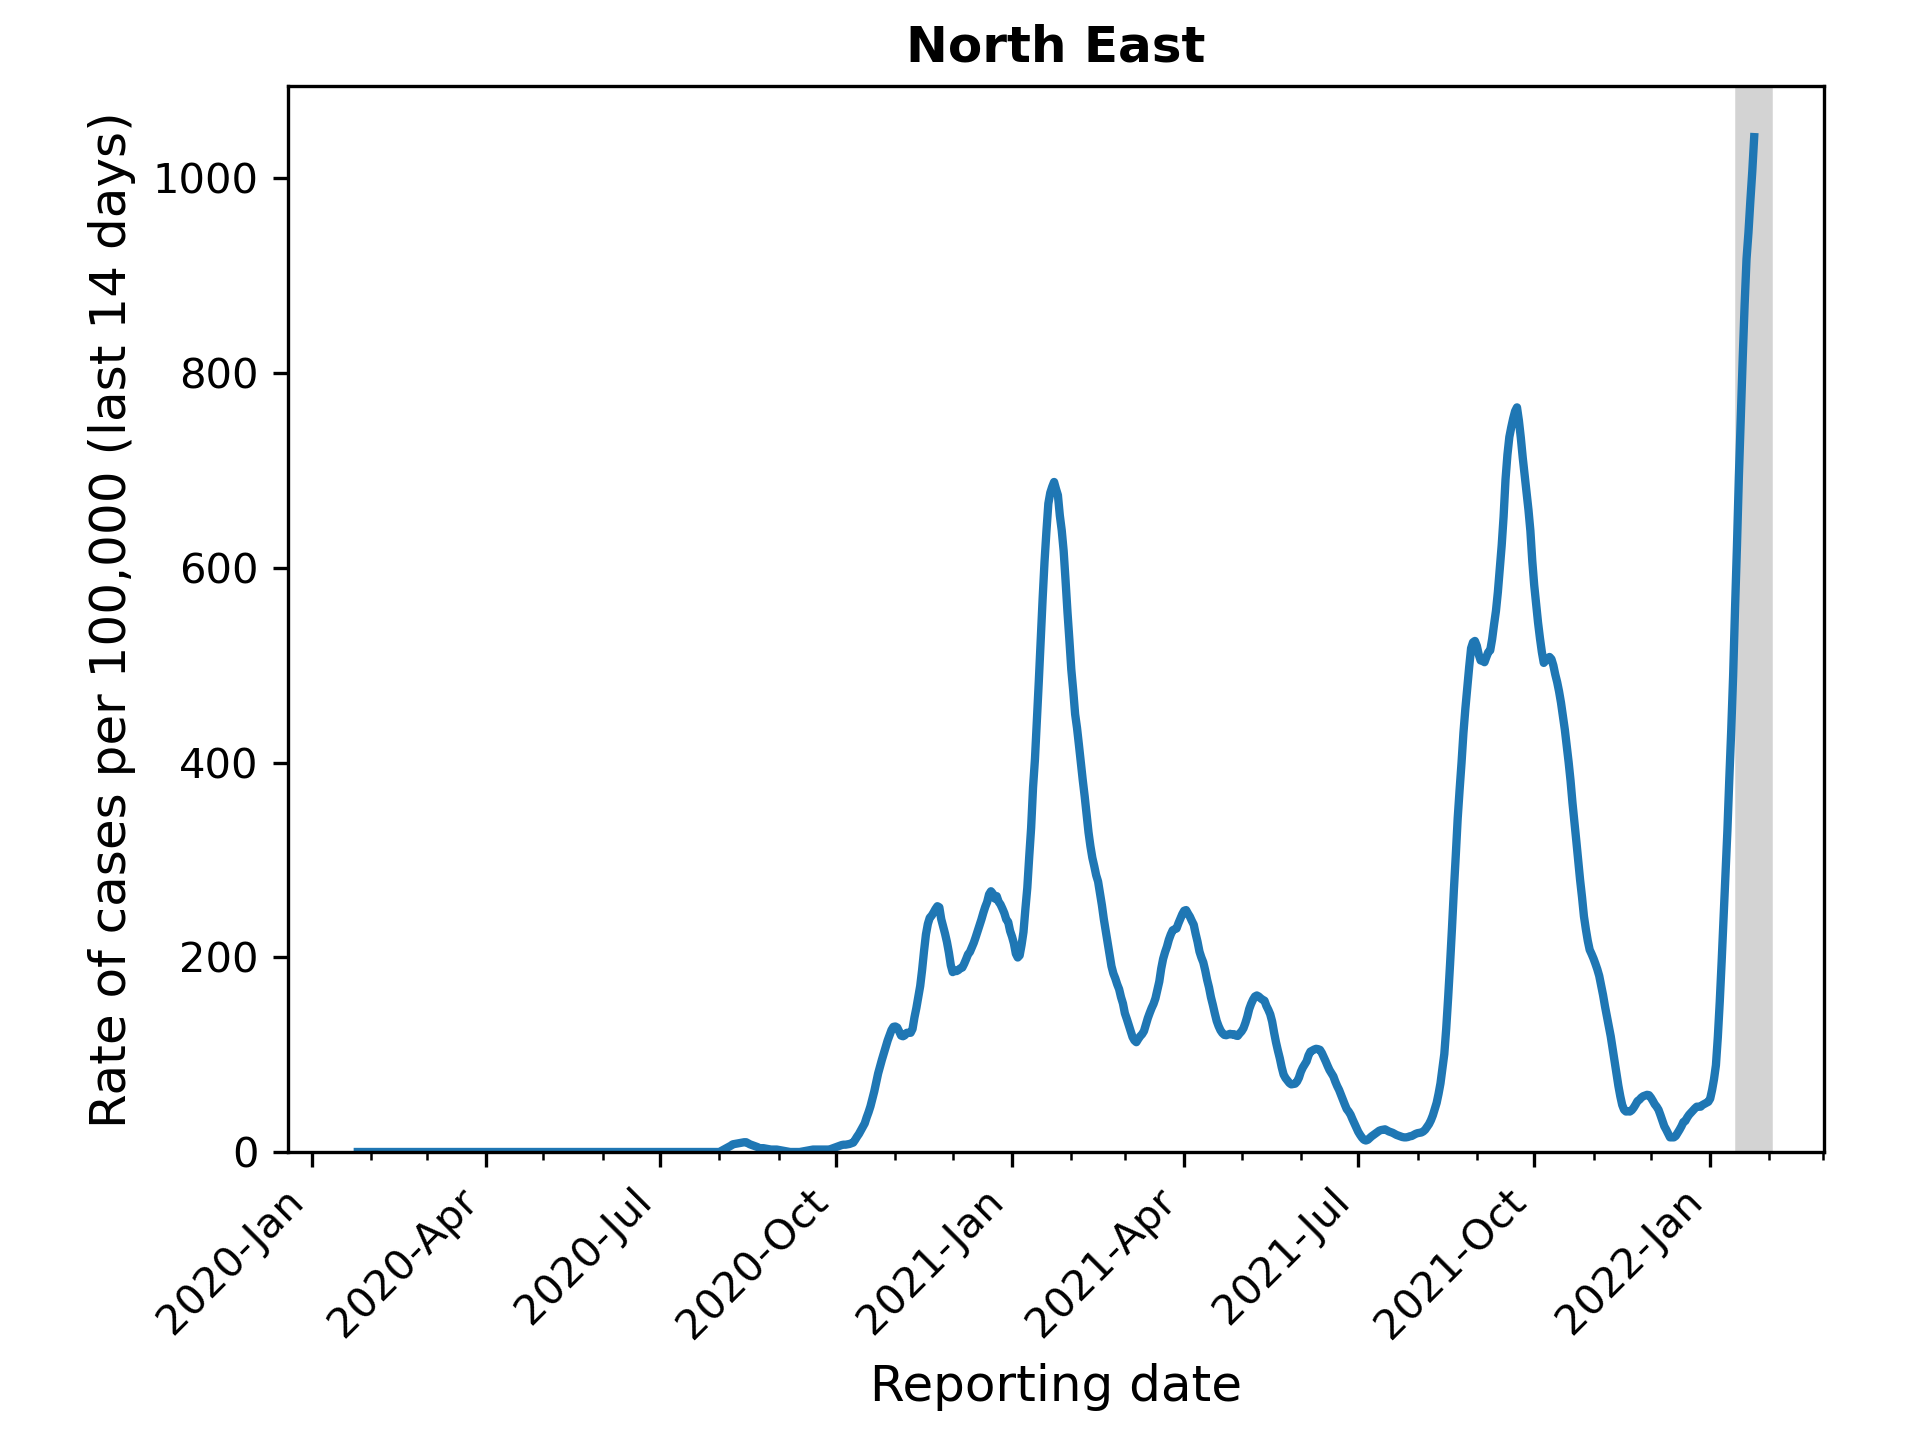 North East
Rate of cases per 100,000 (last 14 days)
1000
800
600
400
200
0
2020-Jan
2020-Apr
2020-Jul
2020-Oct
2021-Jan
2021-Apr
2021-Jul
2021-Oct
2022-Jan
Reporting date